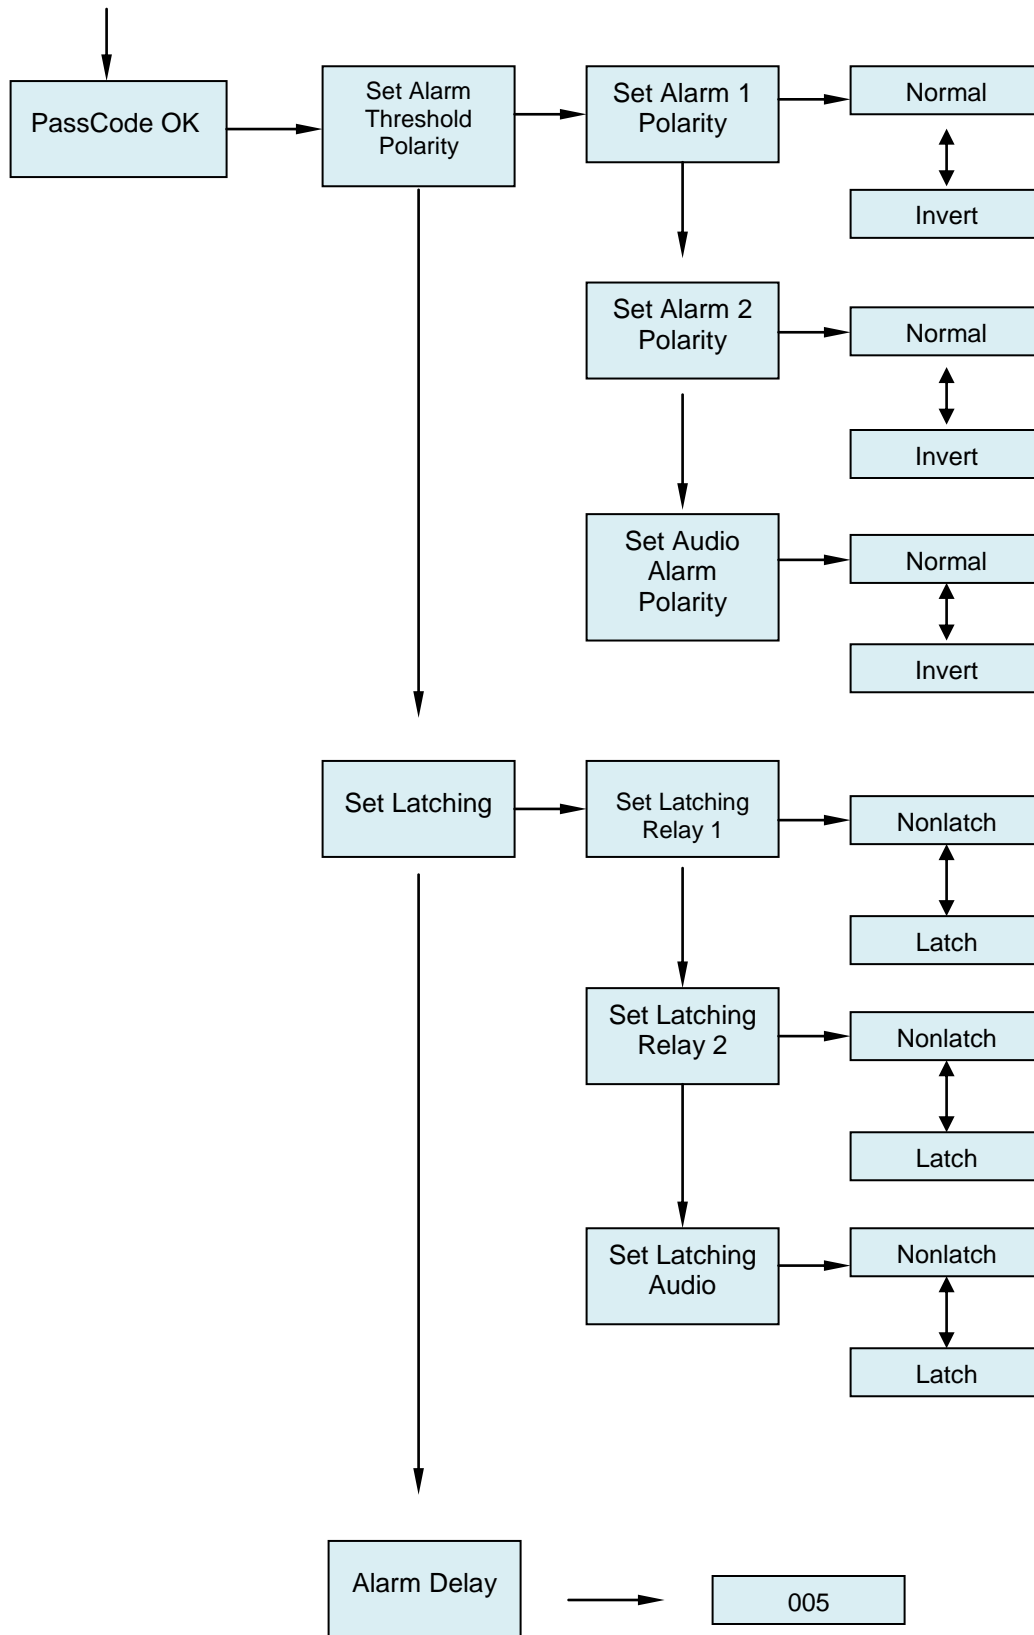 PassCode OK
Set Alarm
Threshold
Polarity
Set Alarm 1
Polarity
Normal
Invert
Set Alarm 2
Polarity
Normal
Invert
Set Audio
Alarm
Polarity
Normal
Invert
Set Latching
Set Latching
Relay 1
Nonlatch
Latch
Set Latching
Relay 2
Nonlatch
Latch
Set Latching
Audio
Nonlatch
Latch
Alarm Delay
005